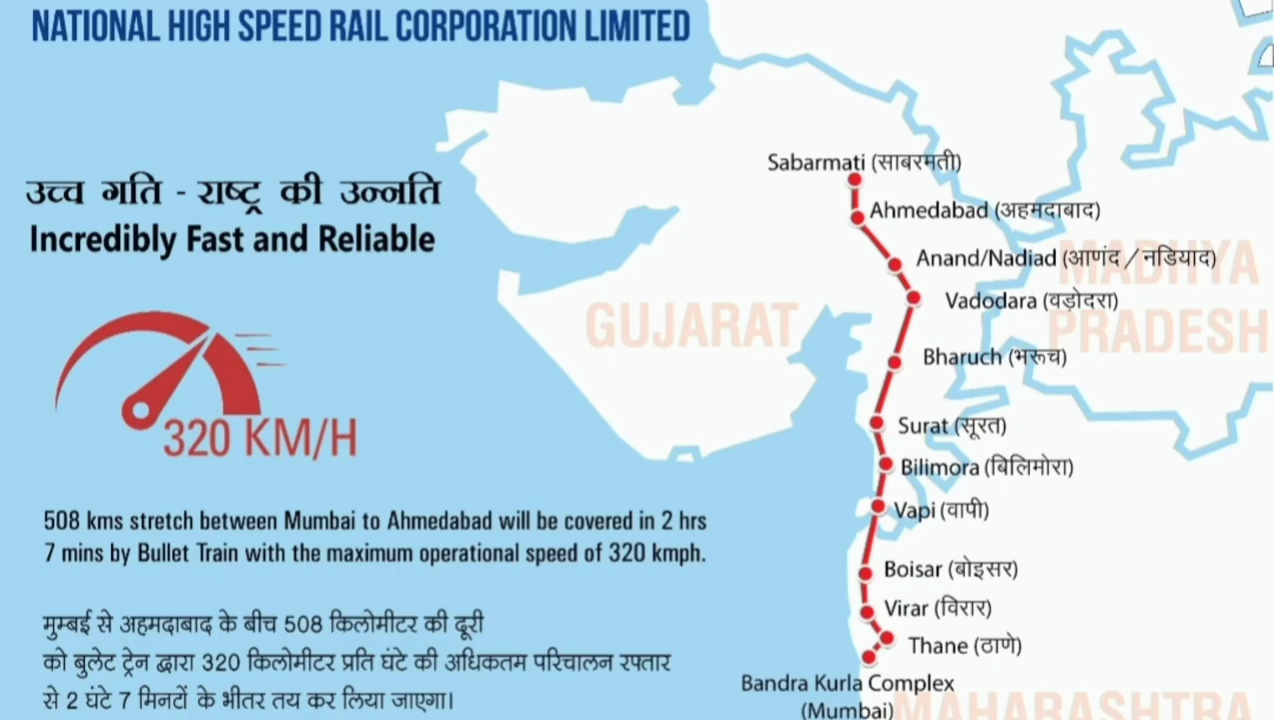 NATIONAL HIGH SPEED RAIL CORPORATION LIMITED
उच्च गति - राष्ट्र की उन्नति
Incredibly Fast and Reliable
320 KM/H
508 kms stretch between Mumbai to Ahmedabad will be covered in 2 hrs
7 mins by Bullet Train with the maximum operational speed of 320 kmph.
मुम्बई से अहमदाबाद के बीच 508 किलोमीटर की दूरी
को बुलेट ट्रेन द्वारा 320 किलोमीटर प्रति घंटे की अधिकतम परिचालन रफ्तार
से 2 घंटे 7 मिनटों के भीतर तय कर लिया जाएगा।
Sabarmati (साबरमती)
Ahmedabad (अहमदाबाद)
Anand/Nadiad (आणंद / नडियाद)
Vadodara (वड़ोदरा)
Bharuch (भरूच)
Surat (सूरत)
Bilimora (बिलिमोरा)
Vapi (वापी)
Boisar (बोइसर)
Virar (विरार)
Thane (ठाणे)
Bandra Kurla Complex
(Mumbai)
GUJARAT
MADHYA
PRADESH
MAHARASHTRA